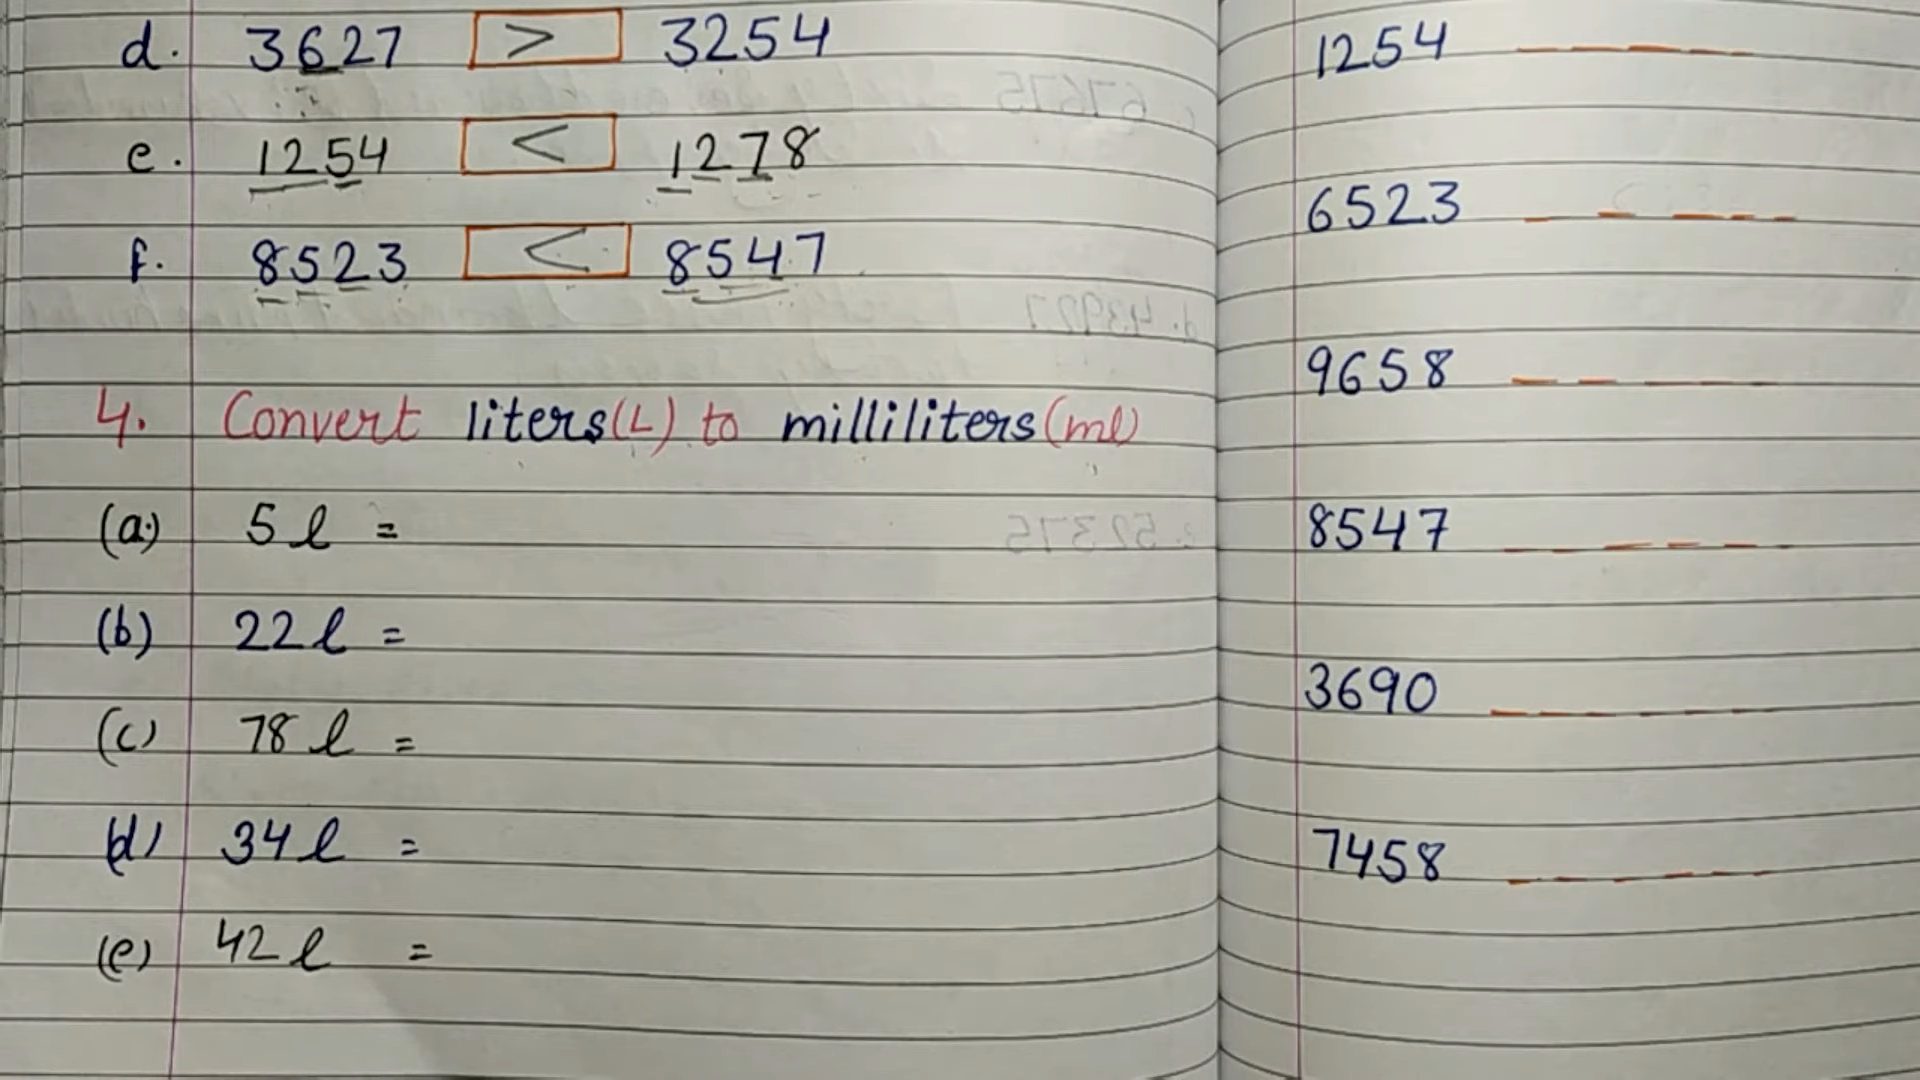 d. 3627 > 3254
e. 1254 < 1278
f. 8523 < 8547
4. Convert liters(L) to milliliters(ml)
(a) 5 l =
(b) 22 l =
(c) 78 l =
(d) 34 l =
(e) 42 l =
1254
6523
9658
8547
3690
7458